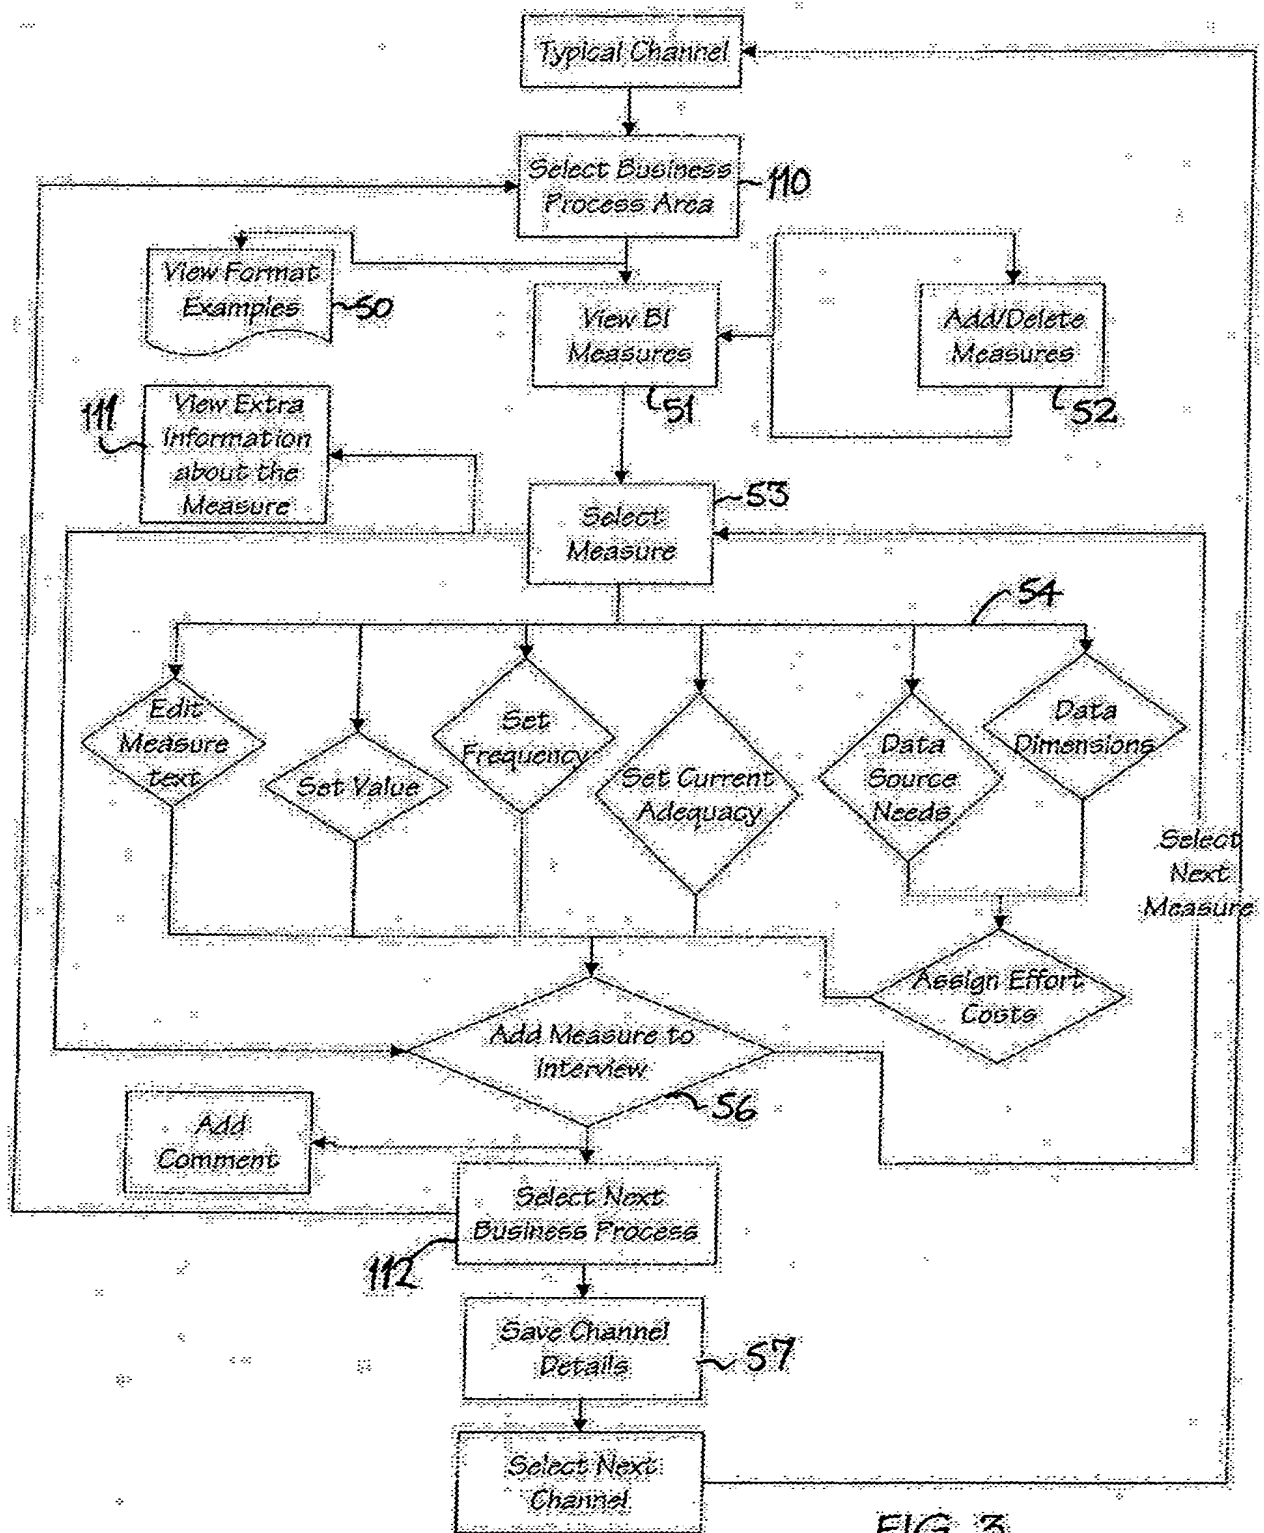 Typical Channel
Select Business
Process Area
110
View Format
Examples
50
View BI
Measures
51
Add/Delete
Measures
52
111
View Extra
Information
about the
Measure
Select
Measure
53
54
Edit
Measure
text
Set Value
Set
Frequency
Set Current
Adequacy
Data
Source
Needs
Data
Dimensions
Select
Next
Measure
Assign Effort
Costs
Add Measure to
Interview
56
Add
Comment
Select Next
Business Process
112
Save Channel
Details
57
Select Next
Channel
FIG. 3